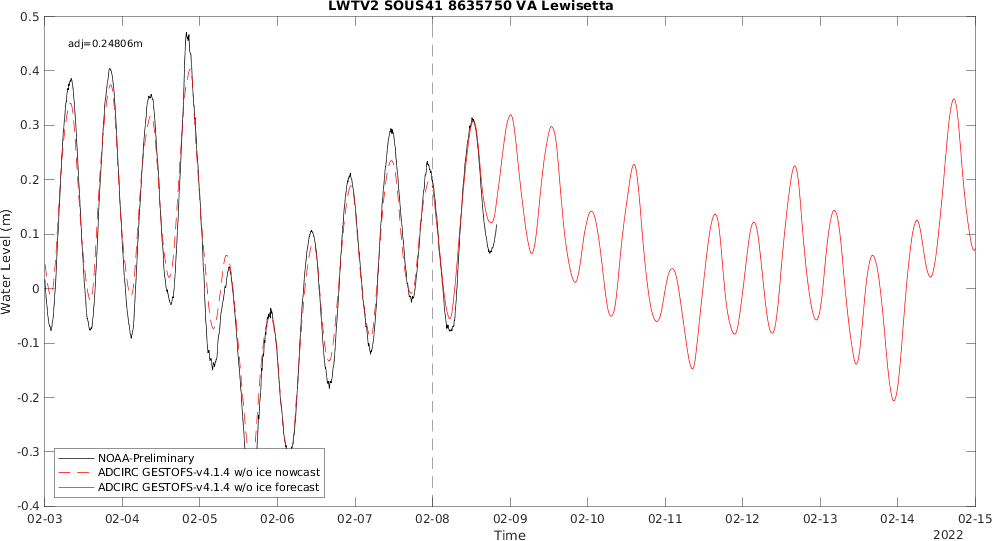 LWTV2 SOUS41 8635750 VA Lewisetta
adj=0.24806m
0.5
0.4
0.3
0.2
0.1
0
-0.1
-0.2
-0.3
-0.4
Water Level (m)
NOAA-Preliminary
ADCIRC GESTOFS-v4.1.4 w/o ice nowcast
ADCIRC GESTOFS-v4.1.4 w/o ice forecast
02-03 02-04 02-05 02-06 02-07 02-08 02-09 02-10 02-11 02-12 02-13 02-14 02-15
Time
2022